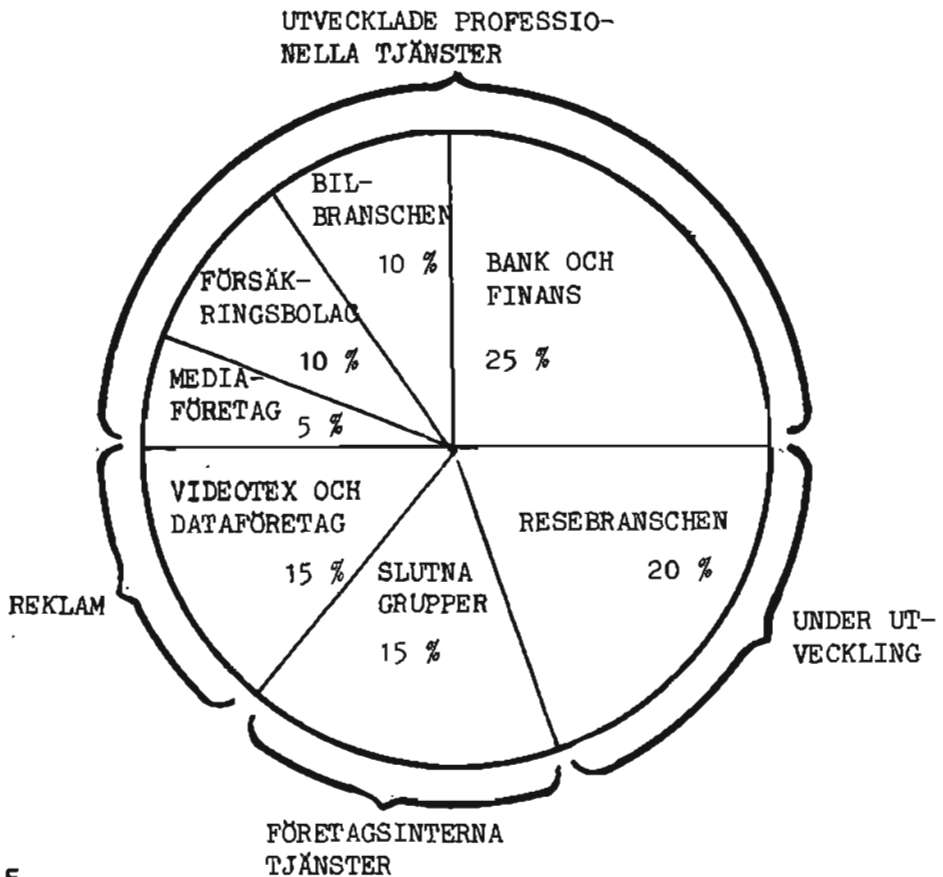 UTVECKLADE PROFESSIO-
NELLA TJÄNSTER
BIL-
BRANSCHEN
10 %
BANK OCH
FINANS
25 %
FÖRSÄK-
RINGSBOLAG
10 %
MEDIA-
FÖRETAG
5 %
VIDEOTEX OCH
DATAFÖRETAG
15 %
SLUTNA
GRUPPER
15 %
RESEBRANSCHEN
20 %
REKLAM
UNDER UT-
VECKLING
FÖRETAGSINTERNA
TJÄNSTER